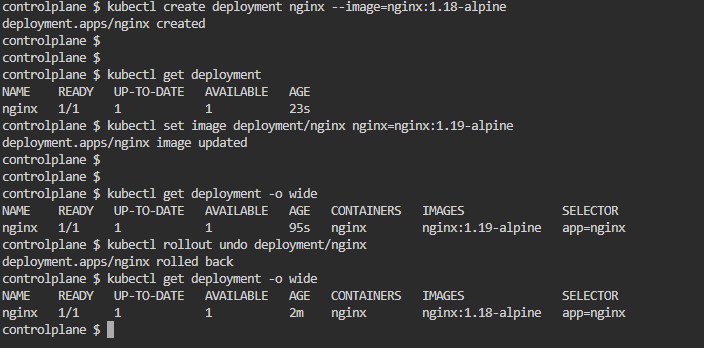 controlplane $ kubectl create deployment nginx --image=nginx:1.18-alpine
deployment.apps/nginx created
controlplane $
controlplane $
controlplane $ kubectl get deployment
NAME    READY   UP-TO-DATE   AVAILABLE   AGE
nginx   1/1     1            1           23s
controlplane $ kubectl set image deployment/nginx nginx=nginx:1.19-alpine
deployment.apps/nginx image updated
controlplane $
controlplane $
controlplane $ kubectl get deployment -o wide
NAME    READY   UP-TO-DATE   AVAILABLE   AGE   CONTAINERS   IMAGES              SELECTOR
nginx   1/1     1            1           95s   nginx        nginx:1.19-alpine   app=nginx
controlplane $ kubectl rollout undo deployment/nginx
deployment.apps/nginx rolled back
controlplane $ kubectl get deployment -o wide
NAME    READY   UP-TO-DATE   AVAILABLE   AGE   CONTAINERS   IMAGES              SELECTOR
nginx   1/1     1            1           2m    nginx        nginx:1.18-alpine   app=nginx
controlplane $